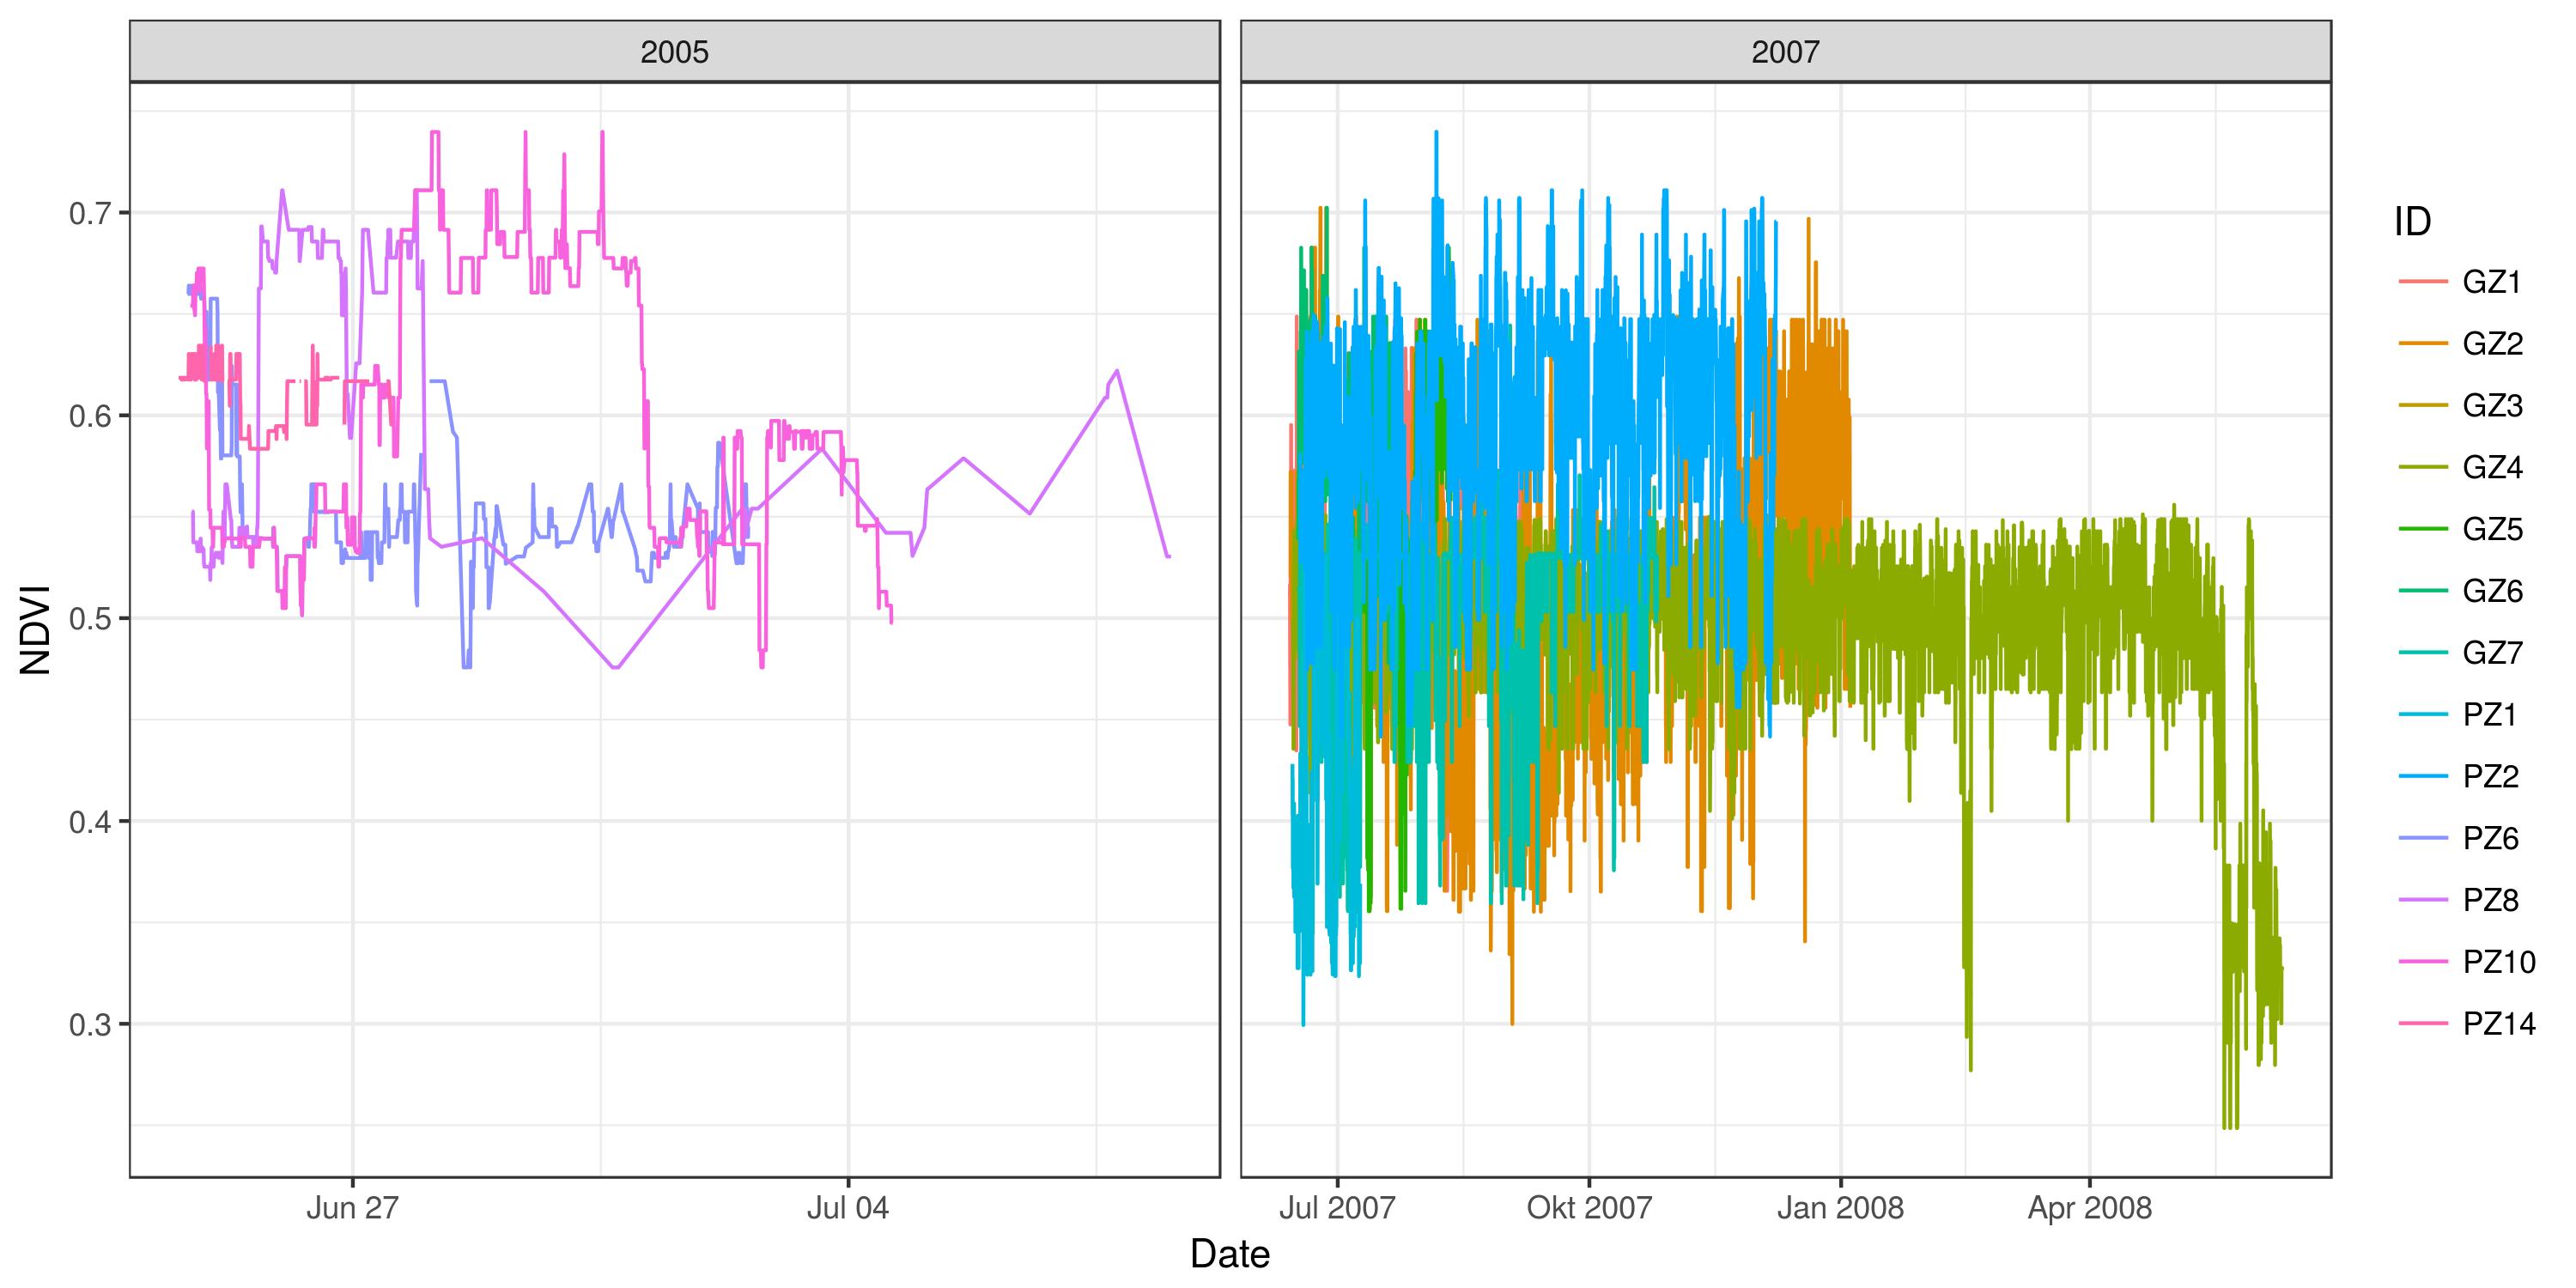 2005
2007
NDVI
0.7
0.6
0.5
0.4
0.3
Jun 27
Jul 04
Jul 2007
Okt 2007
Jan 2008
Apr 2008
Date
ID
GZ1
GZ2
GZ3
GZ4
GZ5
GZ6
GZ7
PZ1
PZ2
PZ6
PZ8
PZ10
PZ14